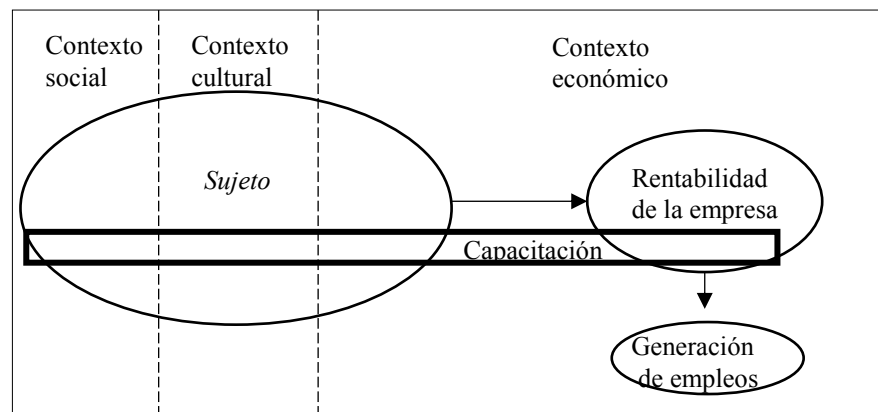 Contexto
social
Contexto
cultural
Contexto
económico
Sujeto
Rentabilidad
de la empresa
Capacitación
Generación
de empleos